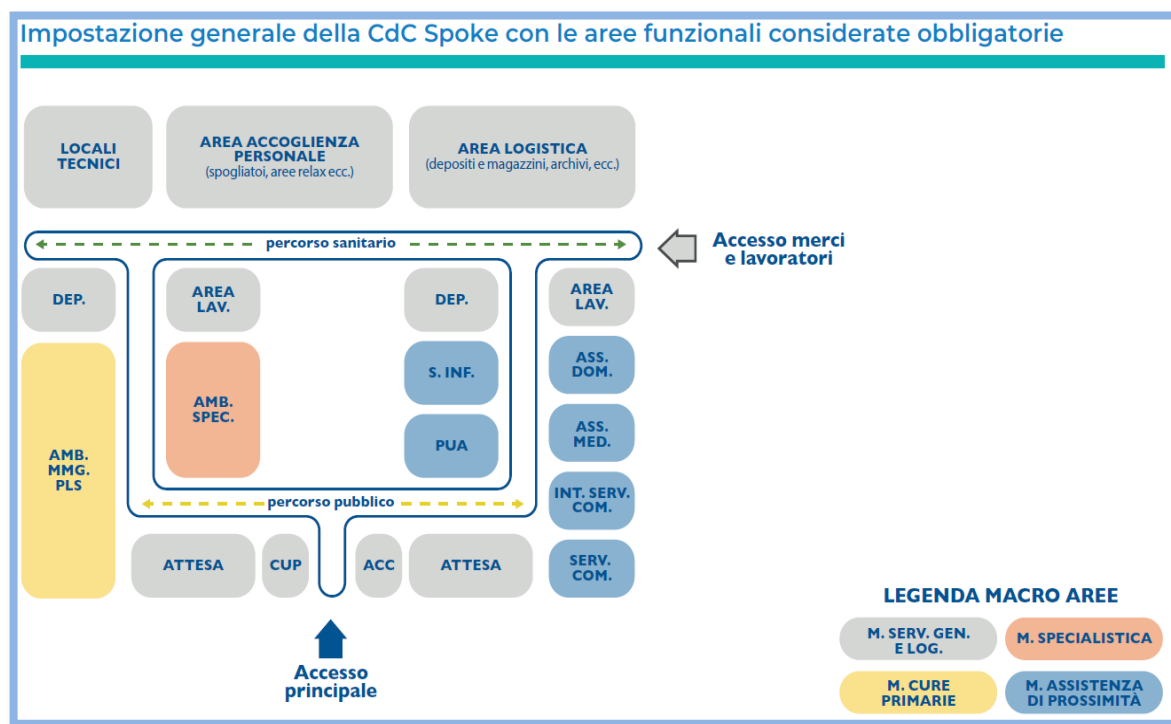 Impostazione generale della CdC Spoke con le aree funzionali considerate obbligatorie
LOCALI
TECNICI
AREA ACCOGLIENZA
PERSONALE
(spogliatoi, aree relax ecc.)
AREA LOGISTICA
(depositi e magazzini, archivi, ecc.)
percorso sanitario
Accesso merci
e lavoratori
DEP.
AREA
LAV.
DEP.
AREA
LAV.
AMB.
MMG.
PLS
AMB.
SPEC.
S. INF.
PUA
ASS.
DOM.
ASS.
MED.
INT. SERV.
COM.
SERV.
COM.
percorso pubblico
ATTESA
CUP
ACC
ATTESA
Accesso
principale
LEGENDA MACRO AREE
M. SERV. GEN.
E LOG.
M. SPECIALISTICA
M. CURE
PRIMARIE
M. ASSISTENZA
DI PROSSIMITÀ